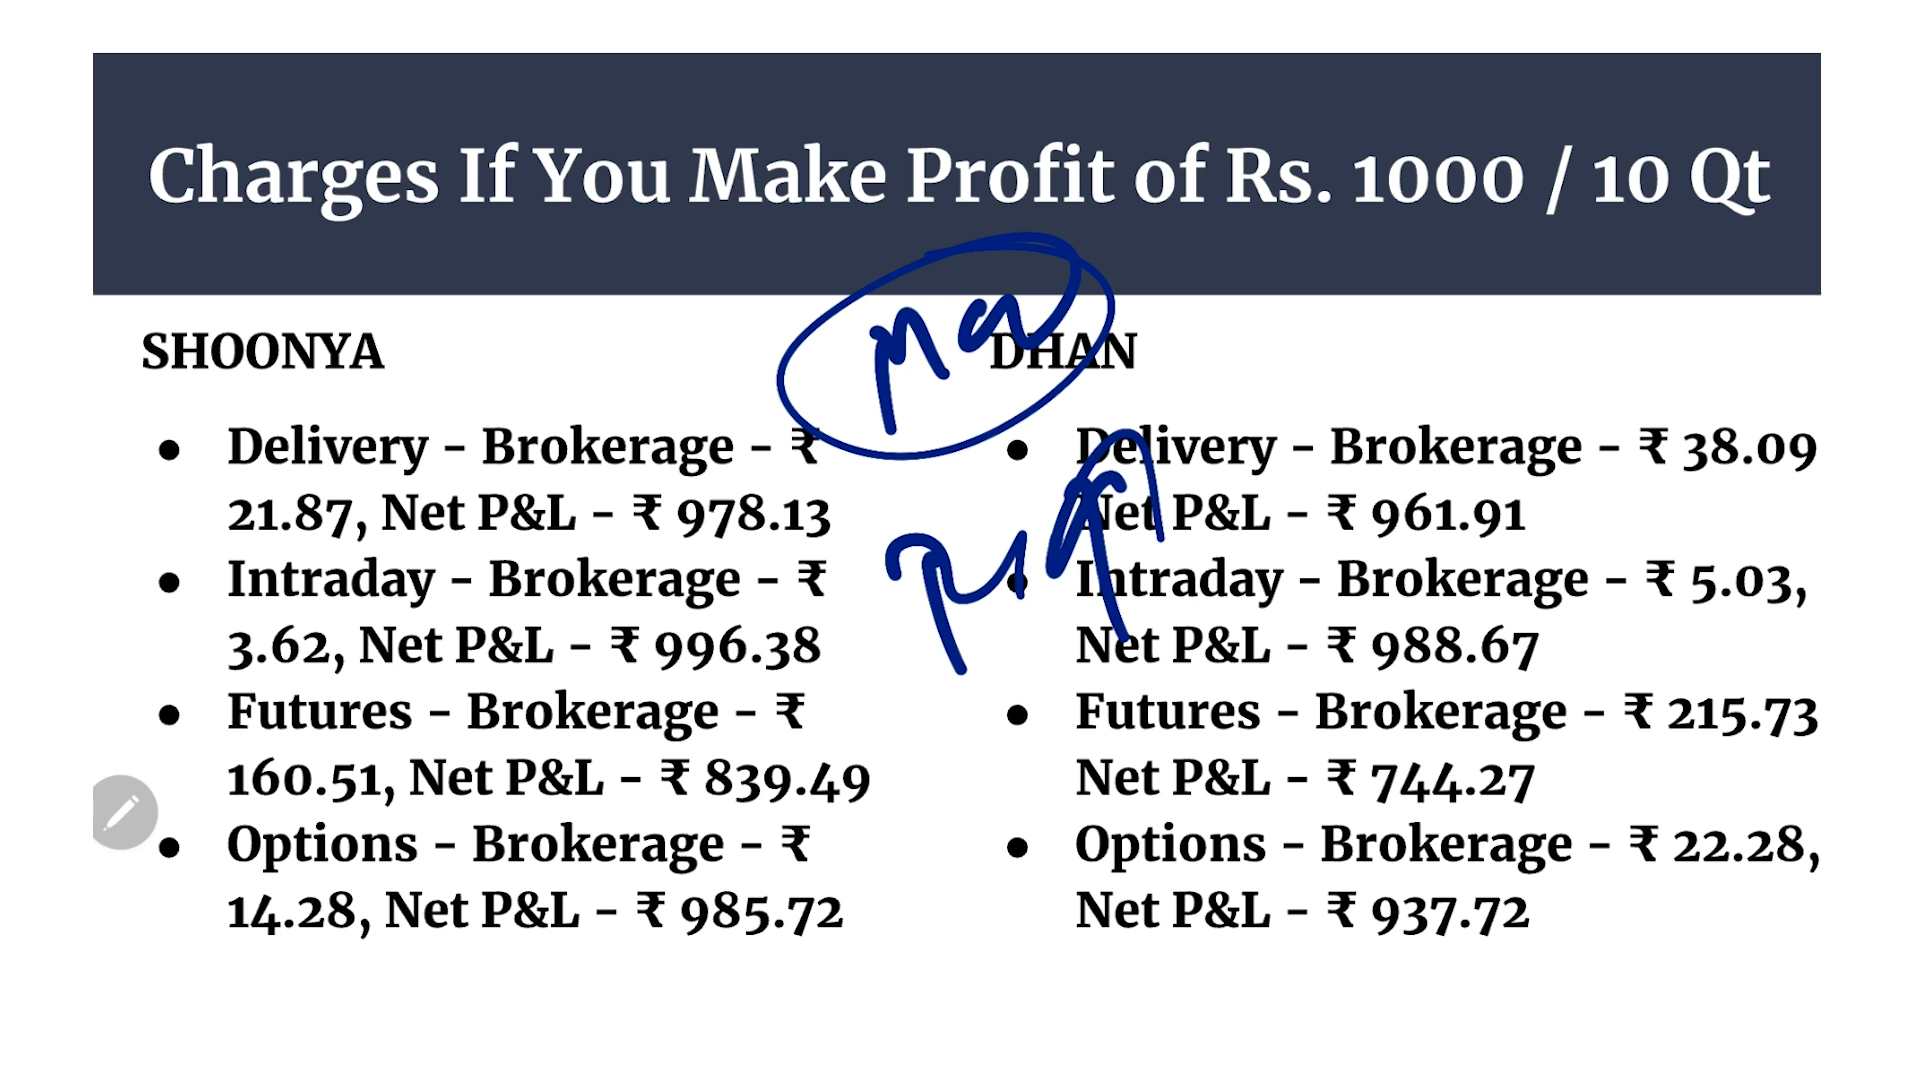 Charges If You Make Profit of Rs. 1000 / 10 Qt
SHOONYA
● Delivery - Brokerage - ₹
21.87, Net P&L - ₹ 978.13
● Intraday - Brokerage - ₹
3.62, Net P&L - ₹ 996.38
● Futures - Brokerage - ₹
160.51, Net P&L - ₹ 839.49
● Options - Brokerage - ₹
14.28, Net P&L - ₹ 985.72
DHAN
● Delivery - Brokerage - ₹ 38.09
Net P&L - ₹ 961.91
● Intraday - Brokerage - ₹ 5.03,
Net P&L - ₹ 988.67
● Futures - Brokerage - ₹ 215.73
Net P&L - ₹ 744.27
● Options - Brokerage - ₹ 22.28,
Net P&L - ₹ 937.72